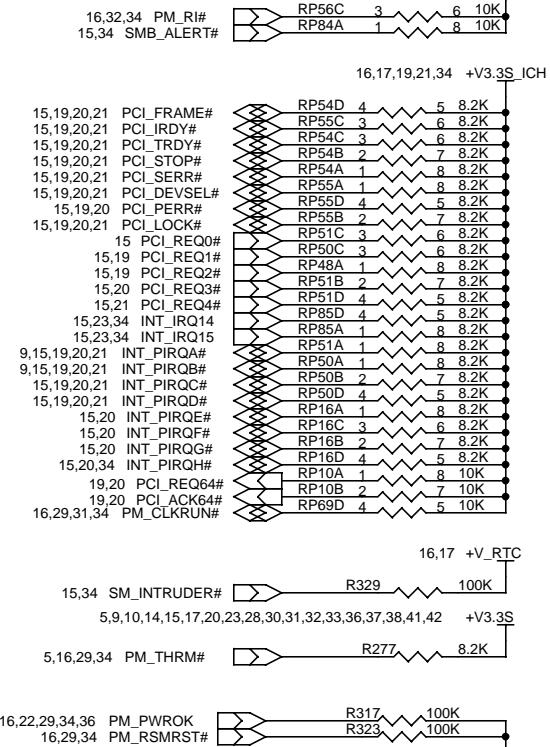 16,32,34 PM_RI# RP56C 3 6 10K
15,34 SMB_ALERT# RP84A 1 8 10K
16,17,19,21,34 +V3.3S_ICH
15,19,20,21 PCI_FRAME# RP54D 4 5 8.2K
15,19,20,21 PCI_IRDY# RP55C 3 6 8.2K
15,19,20,21 PCI_TRDY# RP54C 3 6 8.2K
15,19,20,21 PCI_STOP# RP54B 2 7 8.2K
15,19,20,21 PCI_SERR# RP54A 1 8 8.2K
15,19,20,21 PCI_DEVSEL# RP55A 1 8 8.2K
15,19,20 PCI_PERR# RP55D 4 5 8.2K
15,19,20,21 PCI_LOCK# RP55B 2 7 8.2K
15 PCI_REQ0# RP51C 3 6 8.2K
15,19 PCI_REQ1# RP50C 3 6 8.2K
15,19 PCI_REQ2# RP48A 1 8 8.2K
15,20 PCI_REQ3# RP51B 2 7 8.2K
15,21 PCI_REQ4# RP51D 4 5 8.2K
15,23,34 INT_IRQ14 RP85D 4 5 8.2K
15,23,34 INT_IRQ15 RP85A 1 8 8.2K
9,15,19,20,21 INT_PIRQA# RP51A 1 8 8.2K
9,15,19,20,21 INT_PIRQB# RP50A 1 8 8.2K
15,19,20,21 INT_PIRQC# RP50B 2 7 8.2K
15,19,20,21 INT_PIRQD# RP50D 4 5 8.2K
15,20 INT_PIRQE# RP16A 1 8 8.2K
15,20 INT_PIRQF# RP16C 3 6 8.2K
15,20 INT_PIRQG# RP16B 2 7 8.2K
15,20,34 INT_PIRQH# RP16D 4 5 8.2K
19,20 PCI_REQ64# RP10A 1 8 10K
19,20 PCI_ACK64# RP10B 2 7 10K
16,29,31,34 PM_CLKRUN# RP69D 4 5 10K
16,17 +V_RTC
15,34 SM_INTRUDER# R329 100K
5,9,10,14,15,17,20,23,28,30,31,32,33,36,37,38,41,42 +V3.3S
5,16,29,34 PM_THRM# R277 8.2K
16,22,29,34,36 PM_PWROK R317 100K
16,29,34 PM_RSMRST# R323 100K